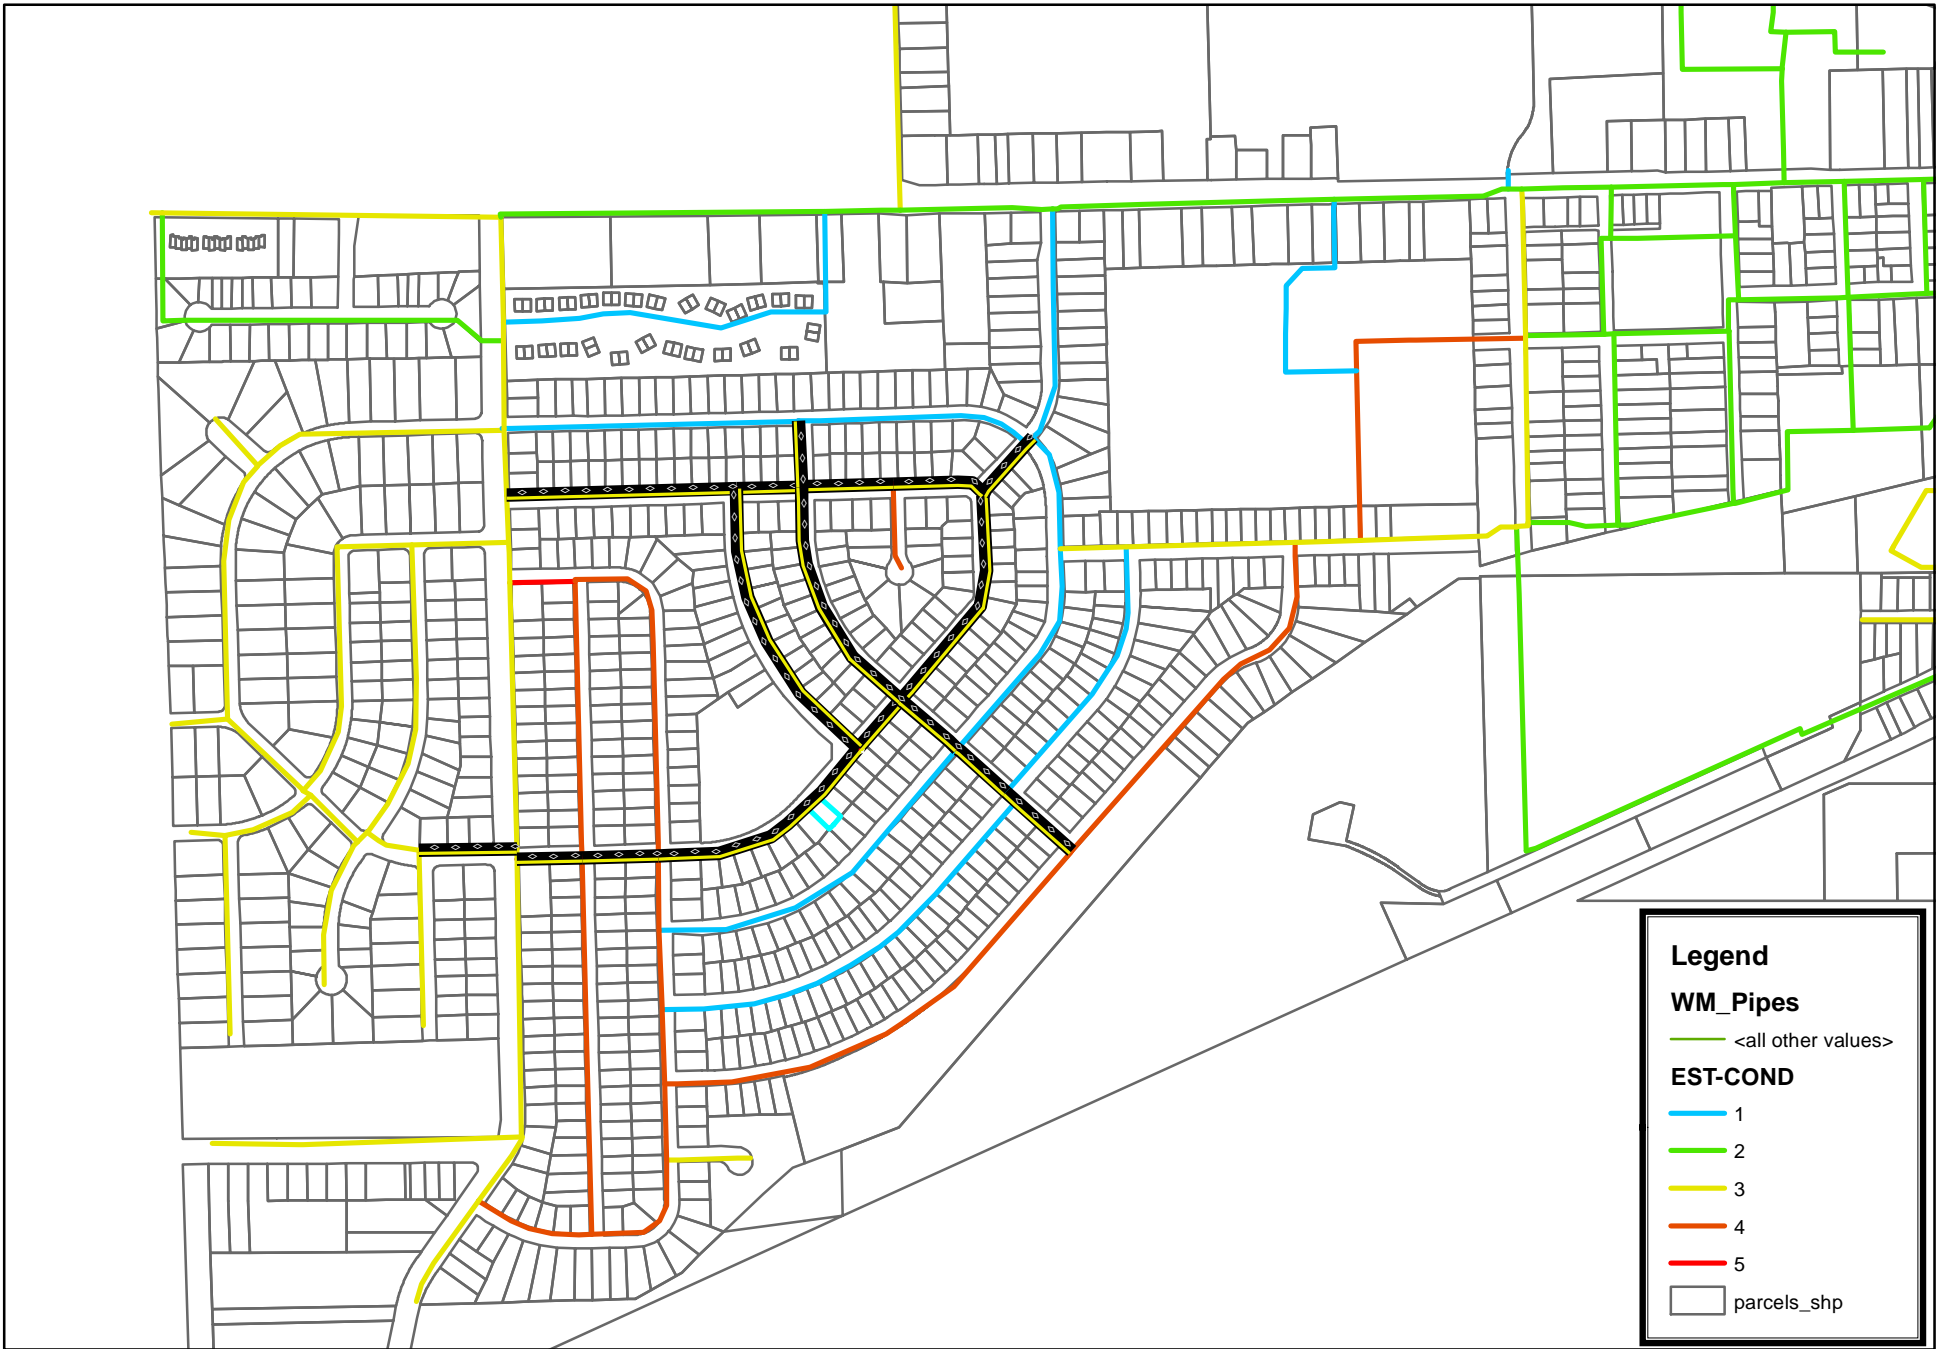 Legend
WM_Pipes
<all other values>
EST-COND
1
2
3
4
5
parcels_shp